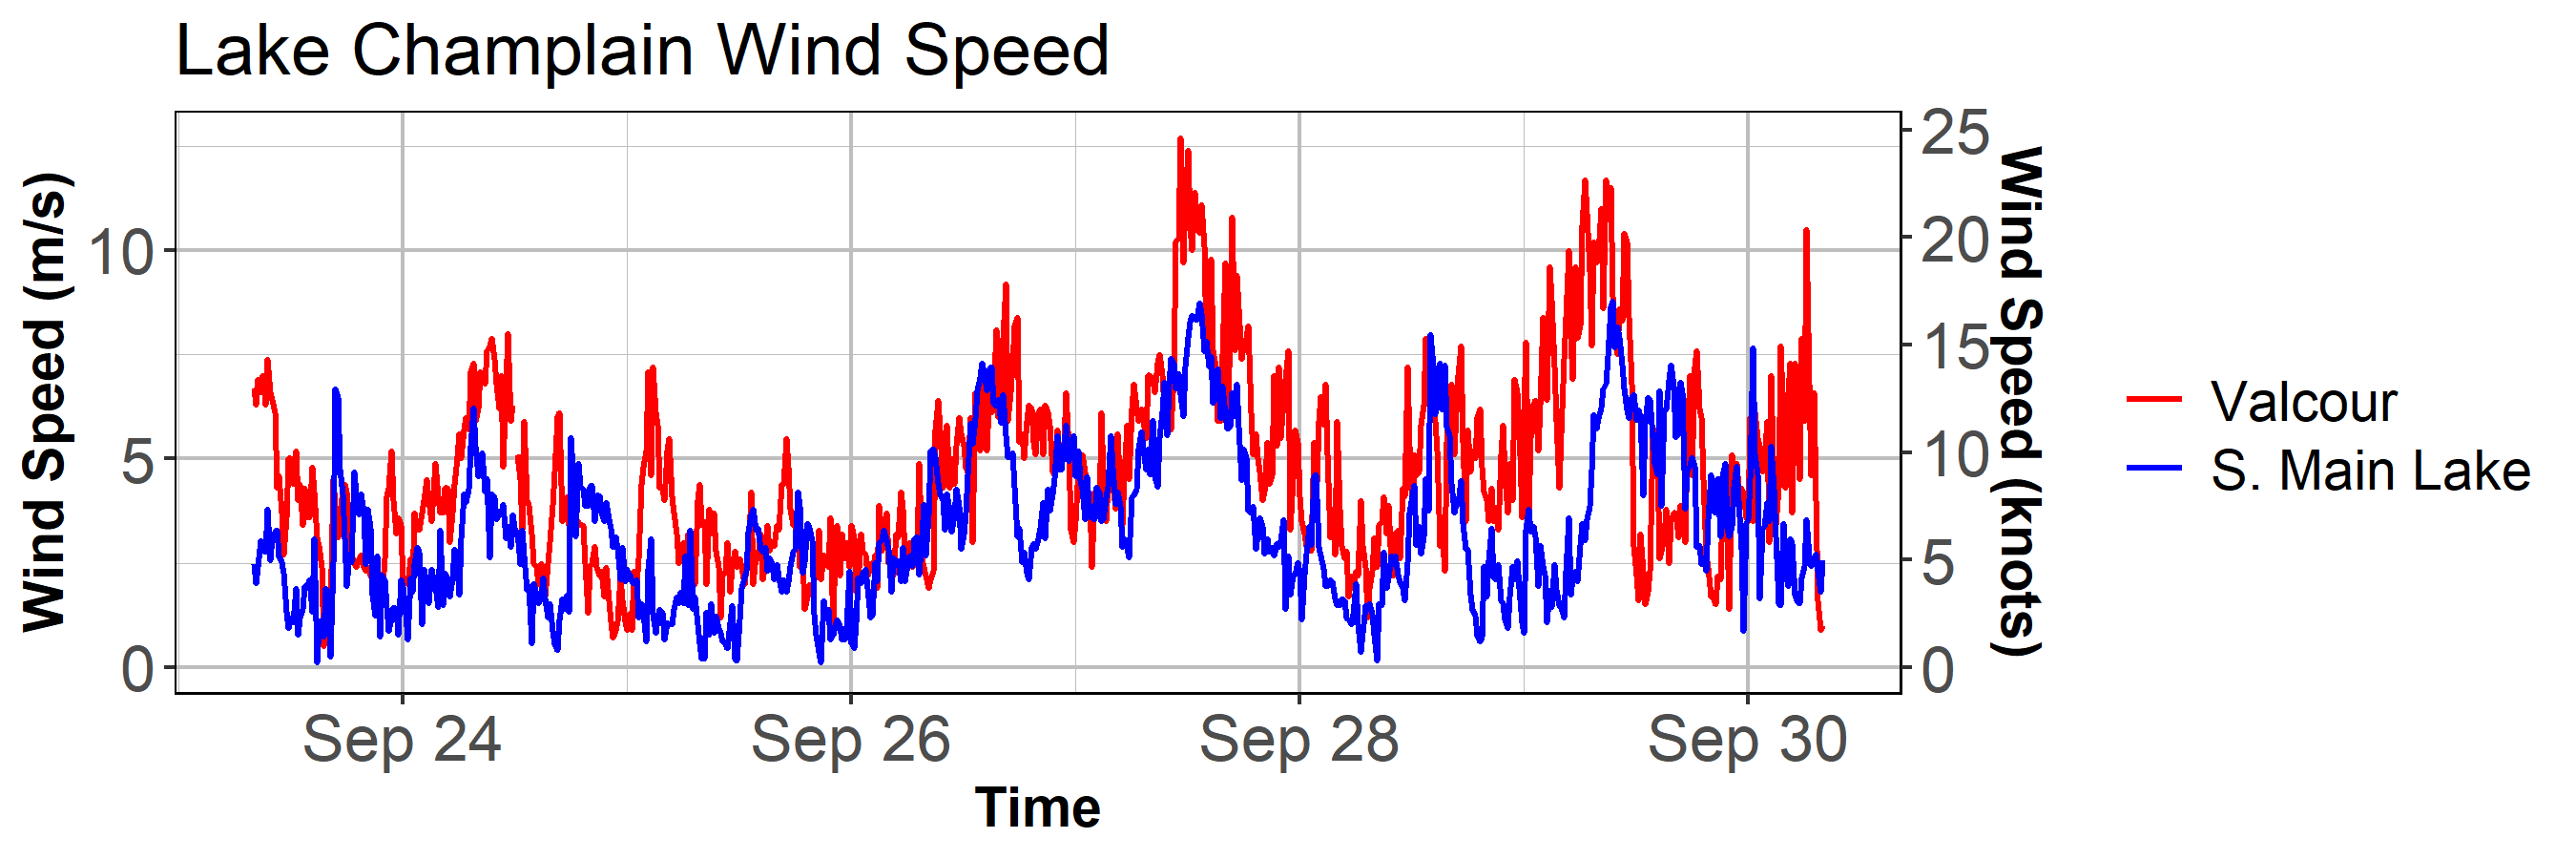 Lake Champlain Wind Speed
Wind Speed (m/s)
10
5
0
25
20
15
10
5
0
Wind Speed (knots)
Valcour
S. Main Lake
Sep 24
Sep 26
Sep 28
Sep 30
Time